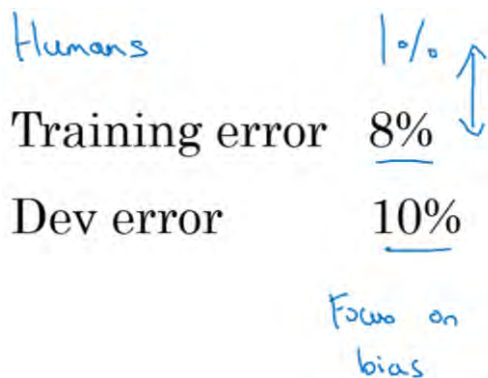 Humans 1%
Training error 8%
Dev error 10%
Focus on
bias